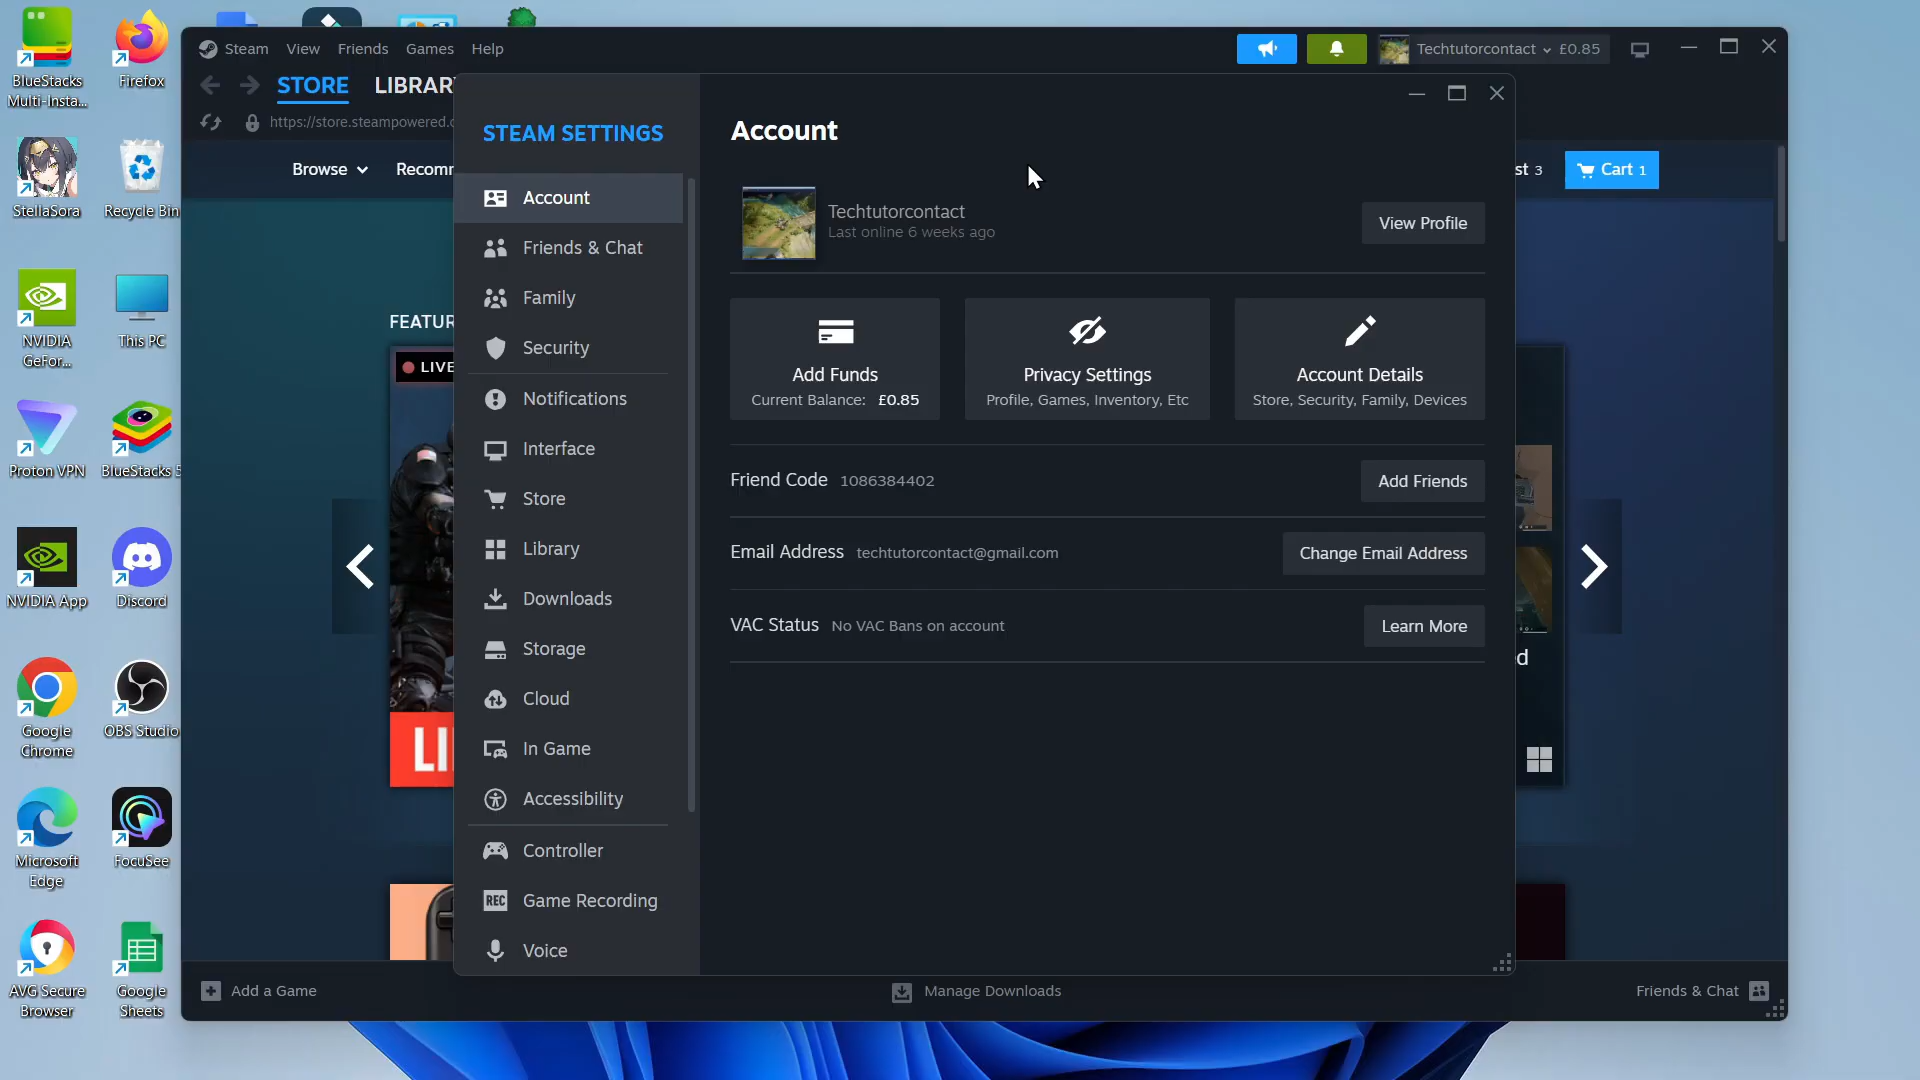 BlueStacks
Multi-Insta...
Firefox
StellaSora
Recycle Bin
NVIDIA
GeFor...
This PC
Proton VPN
BlueStacks 5
NVIDIA App
Discord
Google
Chrome
OBS Studio
Microsoft
Edge
FocuSee
AVG Secure
Browser
Google
Sheets
Steam View Friends Games Help
Techtutorcontact £0.85
STORE LIBRAR
https://store.steampowered.c
Browse Recom
st 3 Cart 1
FEATUR
LIVE
LI
d
STEAM SETTINGS
Account
Friends & Chat
Family
Security
Notifications
Interface
Store
Library
Downloads
Storage
Cloud
In Game
Accessibility
Controller
REC Game Recording
Voice
Account
Techtutorcontact
Last online 6 weeks ago
View Profile
Add Funds
Current Balance: £0.85
Privacy Settings
Profile, Games, Inventory, Etc
Account Details
Store, Security, Family, Devices
Friend Code 1086384402 Add Friends
Email Address techtutorcontact@gmail.com Change Email Address
VAC Status No VAC Bans on account Learn More
Add a Game
Manage Downloads
Friends & Chat